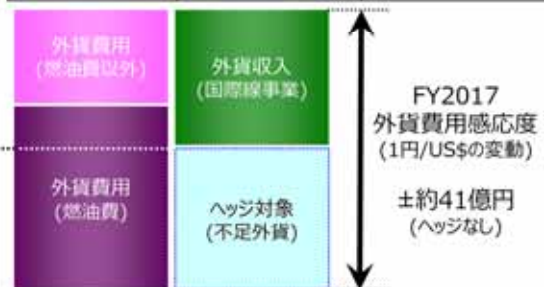 外貨費用
(燃油費以外)
外貨収入
(国際線事業)
外貨費用
(燃油費)
ヘッジ対象
(不足外貨)
FY2017
外貨費用感応度
(1円/US$の変動)
±約41億円
(ヘッジなし)